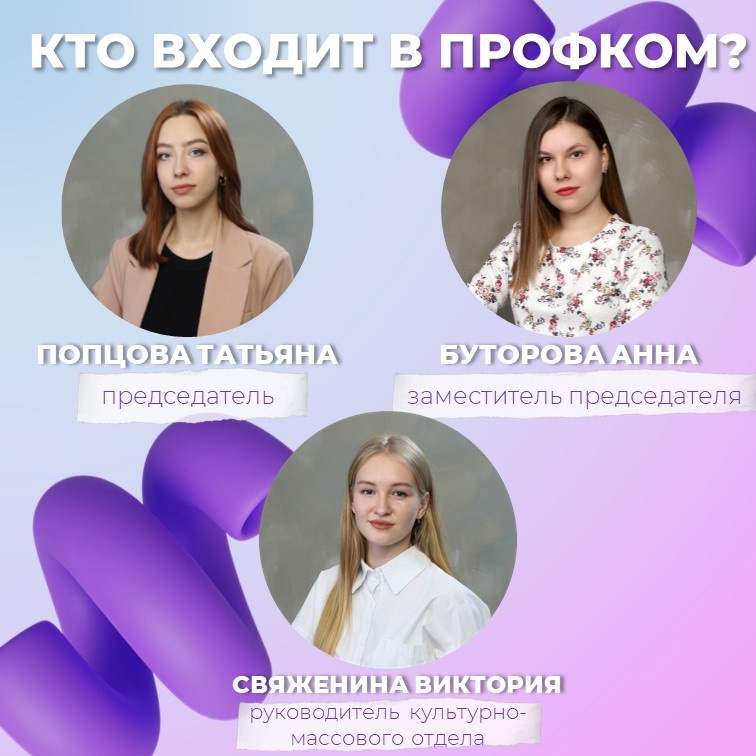 КТО ВХОДИТ В ПРОФКОМ?
ПОПЦОВА ТАТЬЯНА
председатель
БУТОРОВА АННА
заместитель председателя
СВЯЖЕНИНА ВИКТОРИЯ
руководитель культурно-
массового отдела